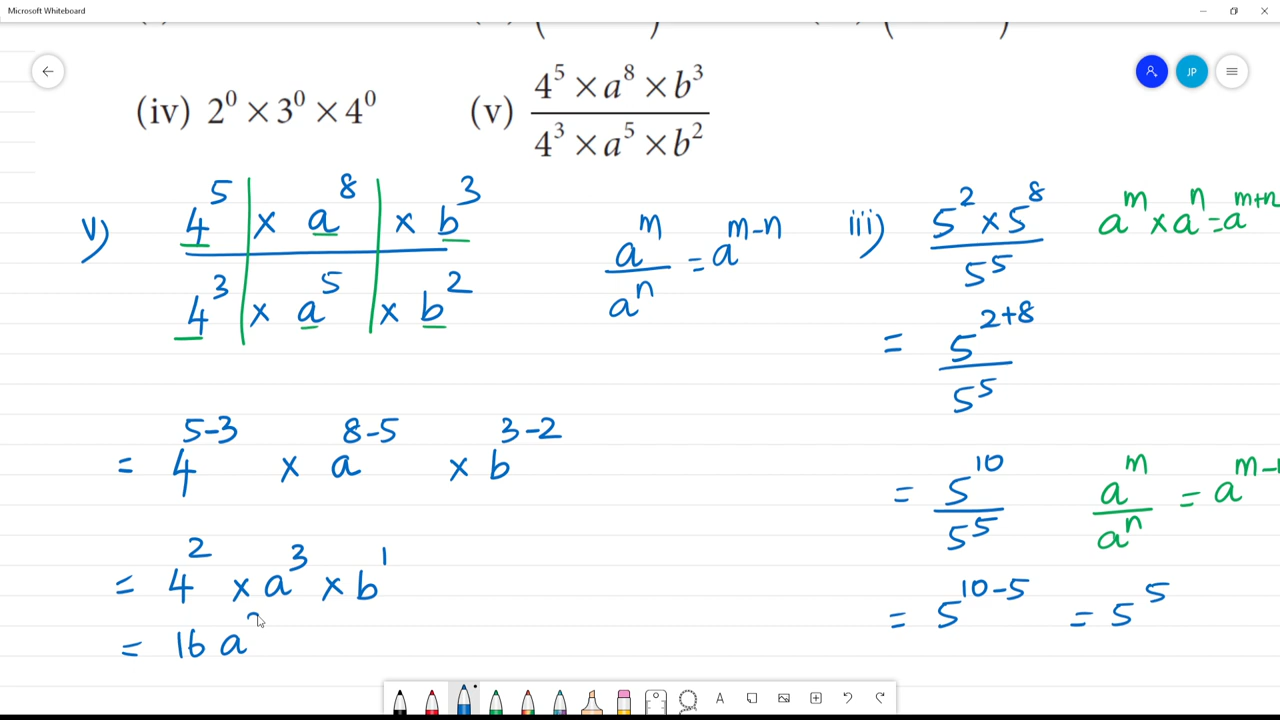 Microsoft Whiteboard
JP
(iv) 2⁰ × 3⁰ × 4⁰
(v) (4⁵ × a⁸ × b³)/(4³ × a⁵ × b²)
v) 4⁵ × a⁸ × b³
4³ × a⁵ × b²
= 4⁵⁻³ × a⁸⁻⁵ × b³⁻²
= 4² × a³ × b¹
= 16 a
aᵐ/aⁿ = aᵐ⁻ⁿ
iii) (5² × 5⁸)/5⁵
aᵐ × aⁿ = aᵐ⁺ⁿ
= 5²⁺⁸/5⁵
= 5¹⁰/5⁵
aᵐ/aⁿ = aᵐ⁻
= 5¹⁰⁻⁵ = 5⁵
A